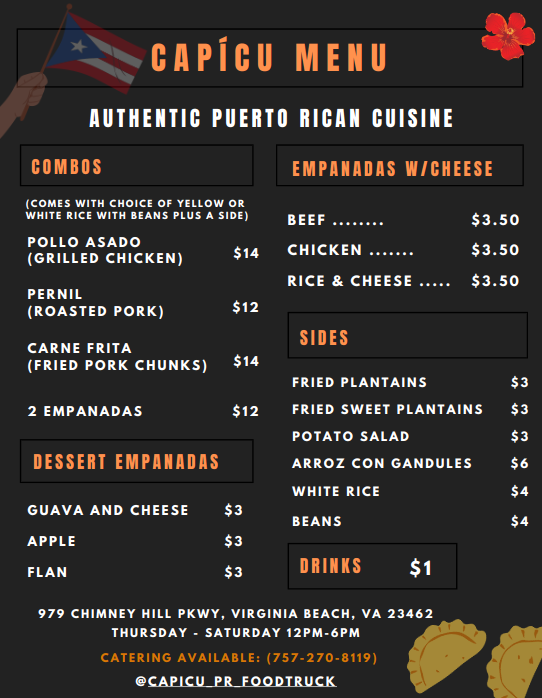 CAPÍCU MENU
AUTHENTIC PUERTO RICAN CUISINE
COMBOS
(COMES WITH CHOICE OF YELLOW OR
WHITE RICE WITH BEANS PLUS A SIDE)
POLLO ASADO
(GRILLED CHICKEN) $14
PERNIL
(ROASTED PORK) $12
CARNE FRITA
(FRIED PORK CHUNKS) $14
2 EMPANADAS $12
DESSERT EMPANADAS
GUAVA AND CHEESE $3
APPLE $3
FLAN $3
EMPANADAS W/CHEESE
BEEF ........ $3.50
CHICKEN ....... $3.50
RICE & CHEESE ..... $3.50
SIDES
FRIED PLANTAINS $3
FRIED SWEET PLANTAINS $3
POTATO SALAD $3
ARROZ CON GANDULES $6
WHITE RICE $4
BEANS $4
DRINKS $1
979 CHIMNEY HILL PKWY, VIRGINIA BEACH, VA 23462
THURSDAY - SATURDAY 12PM-6PM
CATERING AVAILABLE: (757-270-8119)
@CAPICU_PR_FOODTRUCK